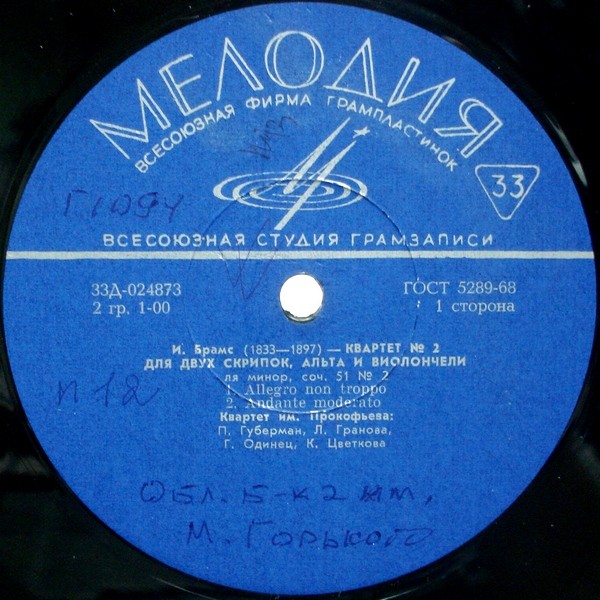 МЕЛОДИЯ
ВСЕСОЮЗНАЯ ФИРМА ГРАМПЛАСТИНОК
33
Г1094
ВСЕСОЮЗНАЯ СТУДИЯ ГРАМЗАПИСИ
33Д-024873
2 гр. 1-00
ГОСТ 5289-68
1 сторона
И. Брамс (1833—1897) — КВАРТЕТ № 2
ДЛЯ ДВУХ СКРИПОК, АЛЬТА И ВИОЛОНЧЕЛИ
ля минор, соч. 51 № 2
1. Allegro non troppo
2. Andante moderato
Квартет им. Прокофьева:
П. Губерман, Л. Гранова,
Г. Одинец, К. Цветкова
п 12
Обл. Б-ка им.
М. Горького